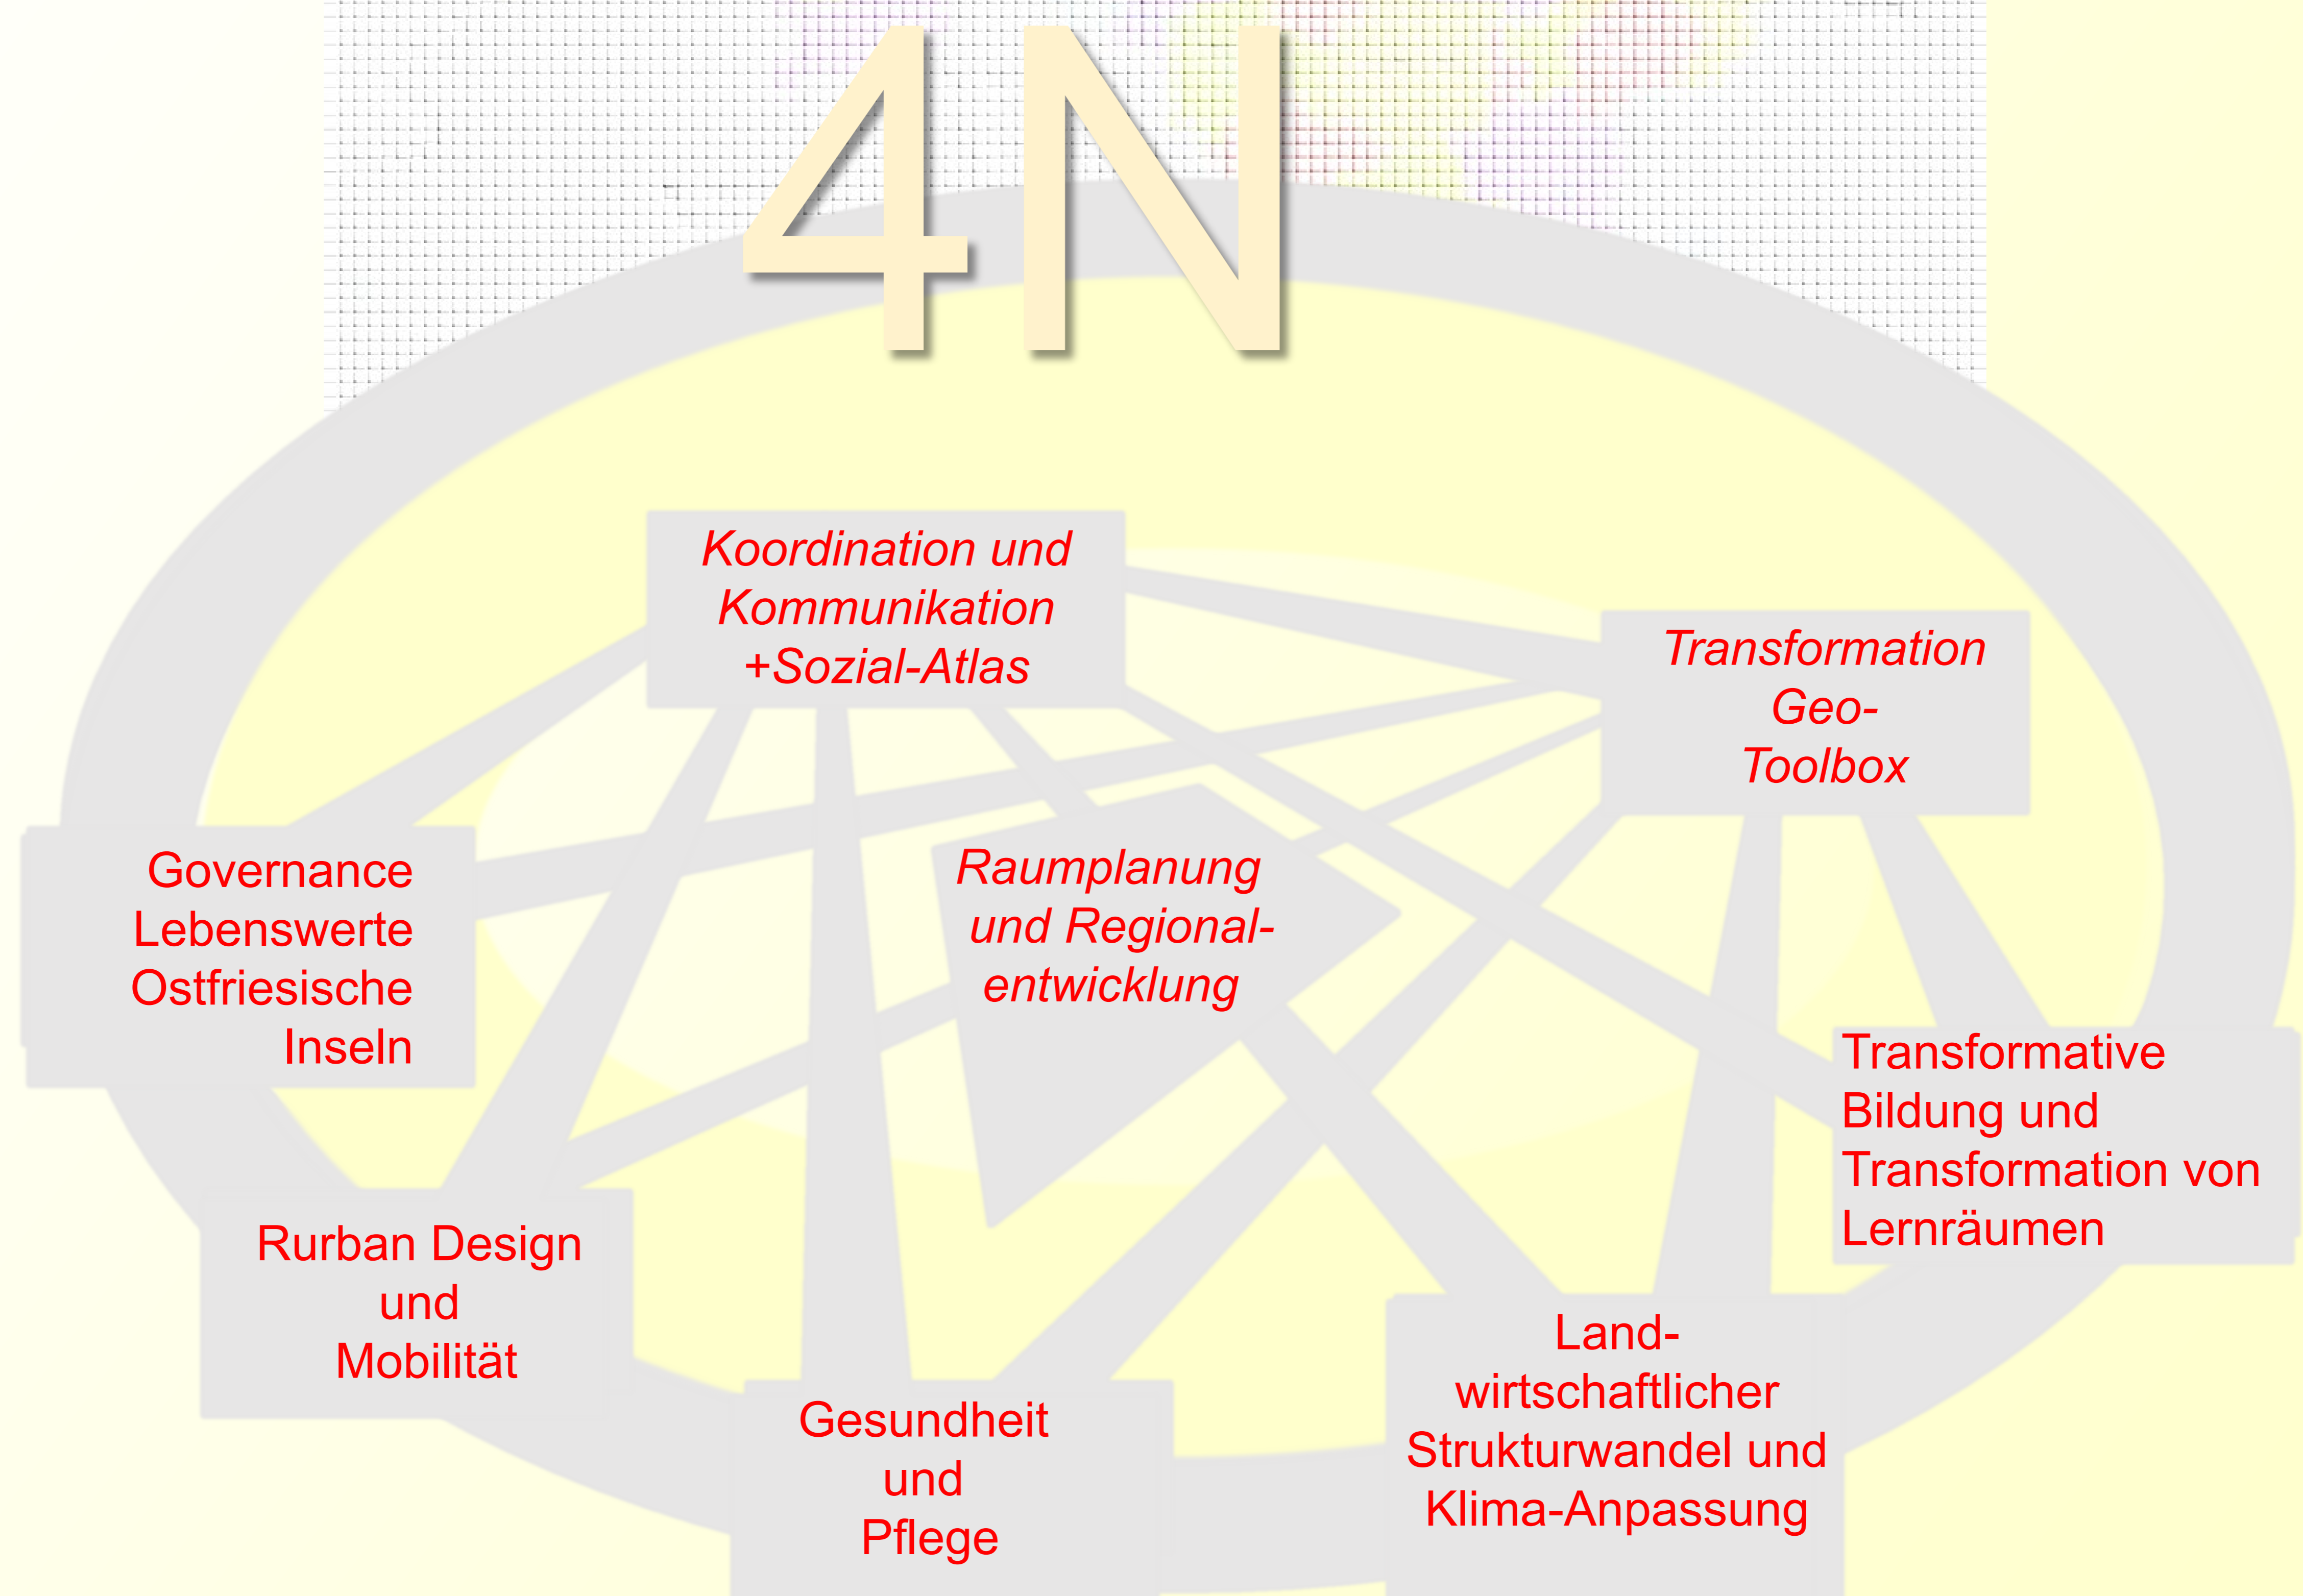 4N
Koordination und
Kommunikation
+Sozial-Atlas
Transformation
Geo-
Toolbox
Governance
Lebenswerte
Ostfriesische
Inseln
Raumplanung
und Regional-
entwicklung
Transformative
Bildung und
Transformation von
Lernräumen
Rurban Design
und
Mobilität
Gesundheit
und
Pflege
Land-
wirtschaftlicher
Strukturwandel und
Klima-Anpassung